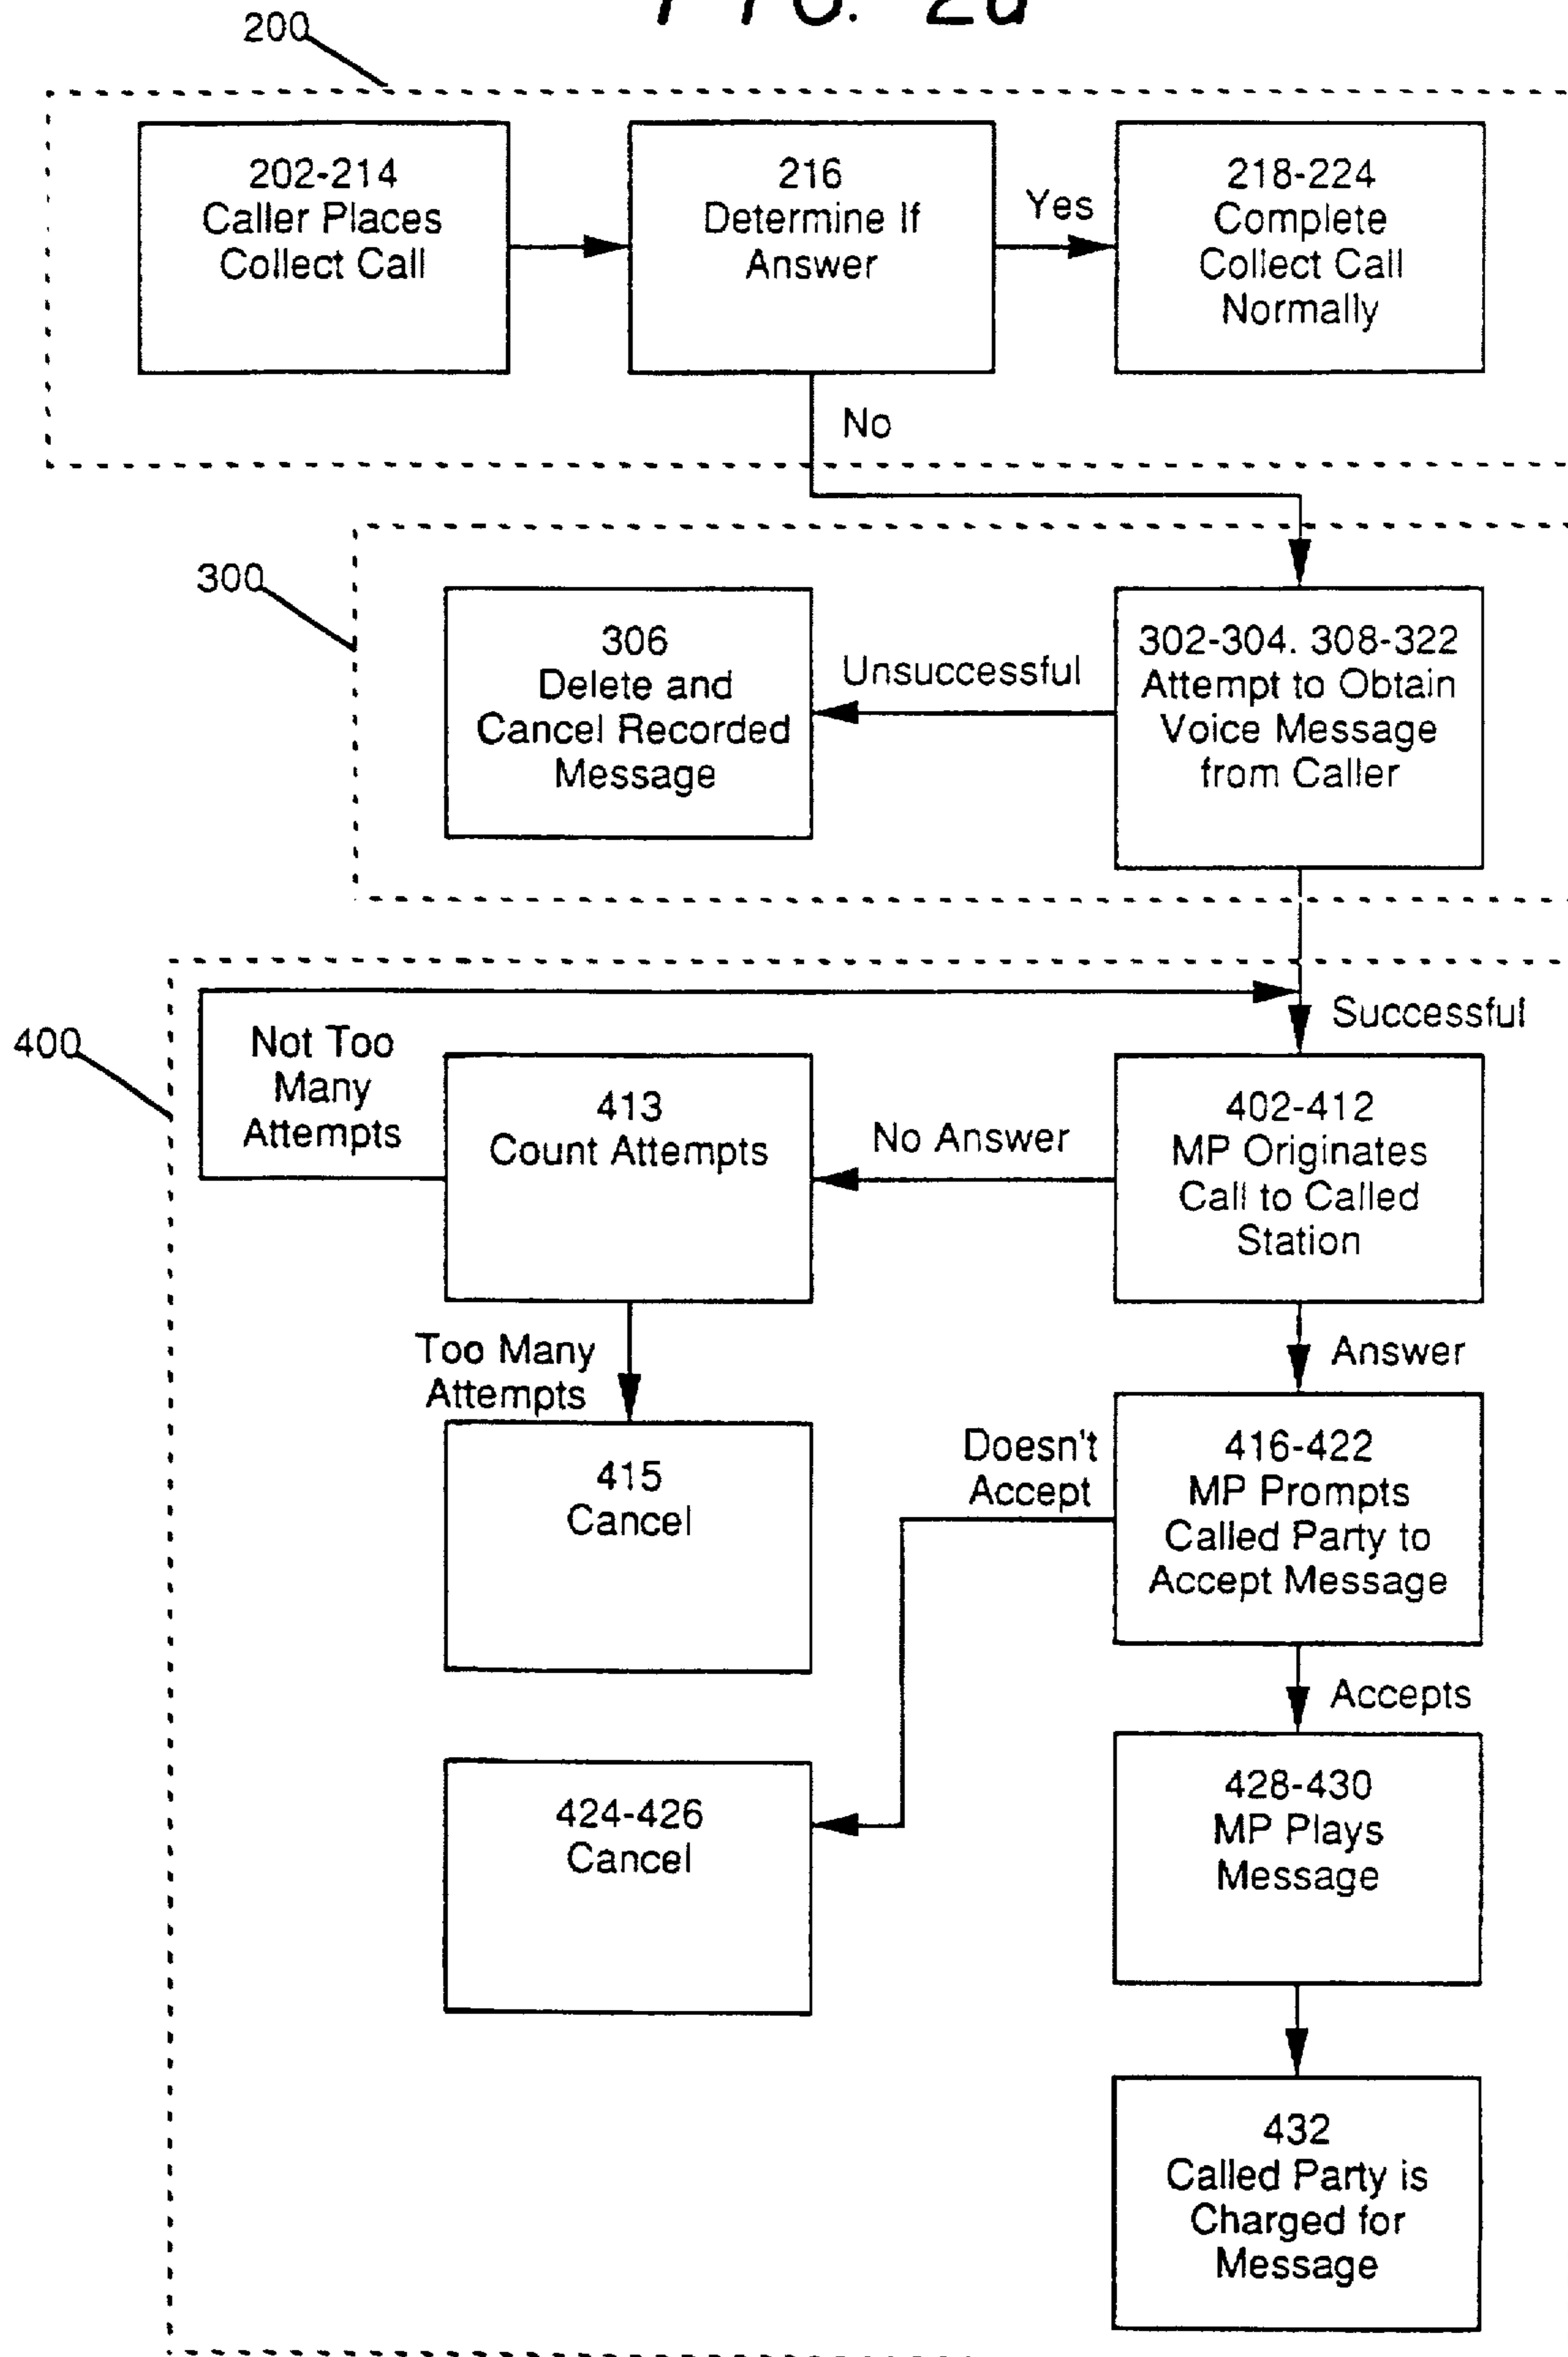 FIG. 2a
200
202-214
Caller Places
Collect Call
216
Determine If
Answer
Yes
218-224
Complete
Collect Call
Normally
No
300
306
Delete and
Cancel Recorded
Message
Unsuccessful
302-304. 308-322
Attempt to Obtain
Voice Message
from Caller
Successful
400
Not Too
Many
Attempts
413
Count Attempts
No Answer
402-412
MP Originates
Call to Called
Station
Too Many
Attempts
Answer
415
Cancel
Doesn't
Accept
416-422
MP Prompts
Called Party to
Accept Message
Accepts
424-426
Cancel
428-430
MP Plays
Message
432
Called Party is
Charged for
Message